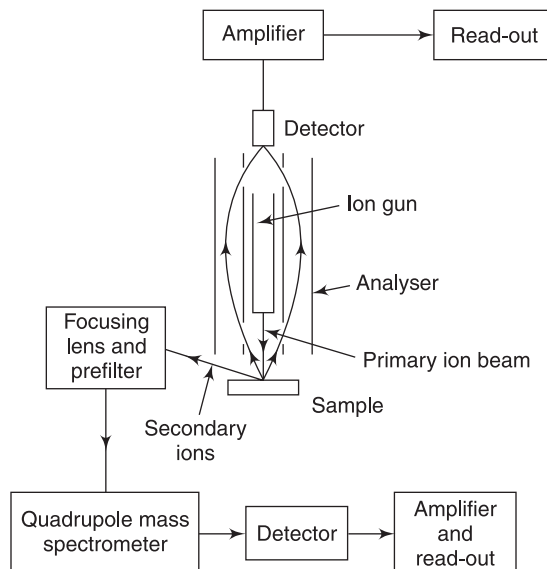 Amplifier
Read-out
Detector
Ion gun
Analyser
Focusing
lens and
prefilter
Primary ion beam
Sample
Secondary
ions
Quadrupole mass
spectrometer
Detector
Amplifier
and
read-out